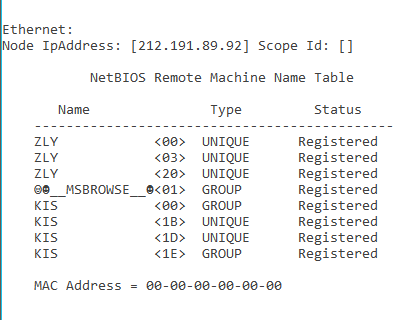 Ethernet:
Node IpAddress: [212.191.89.92] Scope Id: []
NetBIOS Remote Machine Name Table
Name Type Status
---------------------------------------------
ZLY <00> UNIQUE Registered
ZLY <03> UNIQUE Registered
ZLY <20> UNIQUE Registered
☺☻__MSBROWSE__☻<01> GROUP Registered
KIS <00> GROUP Registered
KIS <1B> UNIQUE Registered
KIS <1D> UNIQUE Registered
KIS <1E> GROUP Registered
MAC Address = 00-00-00-00-00-00